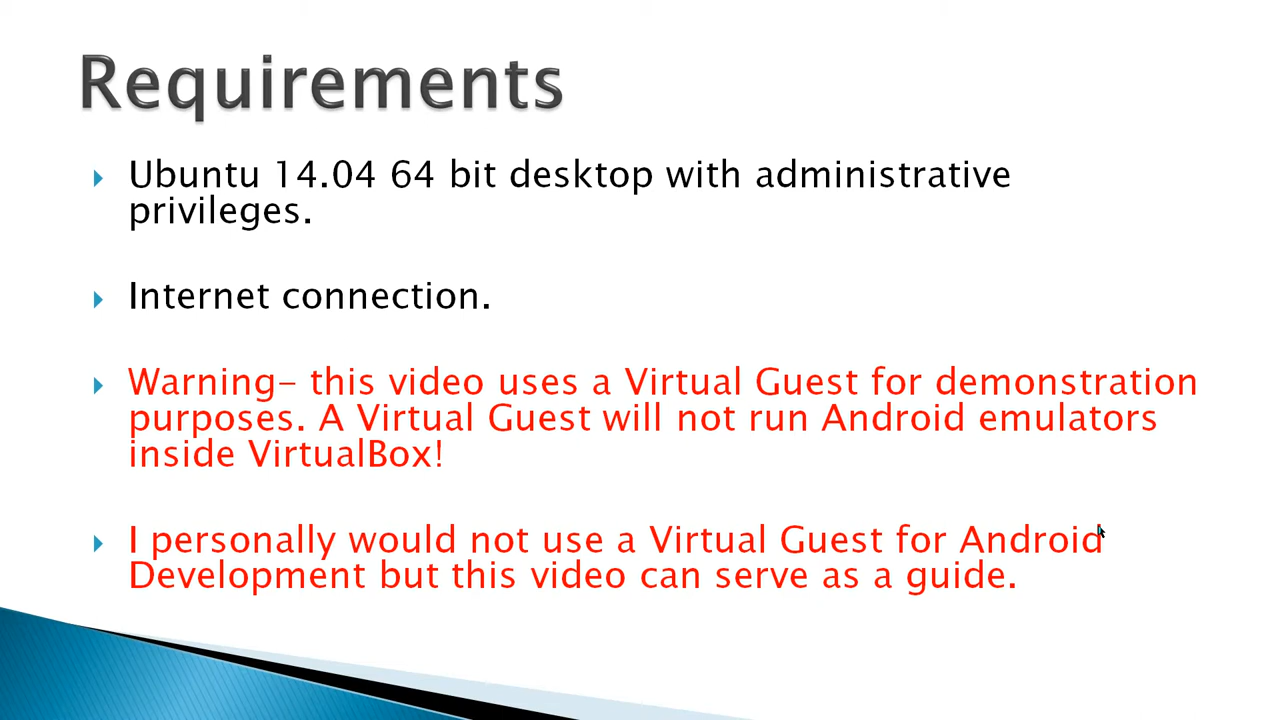 Requirements
Ubuntu 14.04 64 bit desktop with administrative
privileges.
Internet connection.
Warning- this video uses a Virtual Guest for demonstration
purposes. A Virtual Guest will not run Android emulators
inside VirtualBox!
I personally would not use a Virtual Guest for Android
Development but this video can serve as a guide.